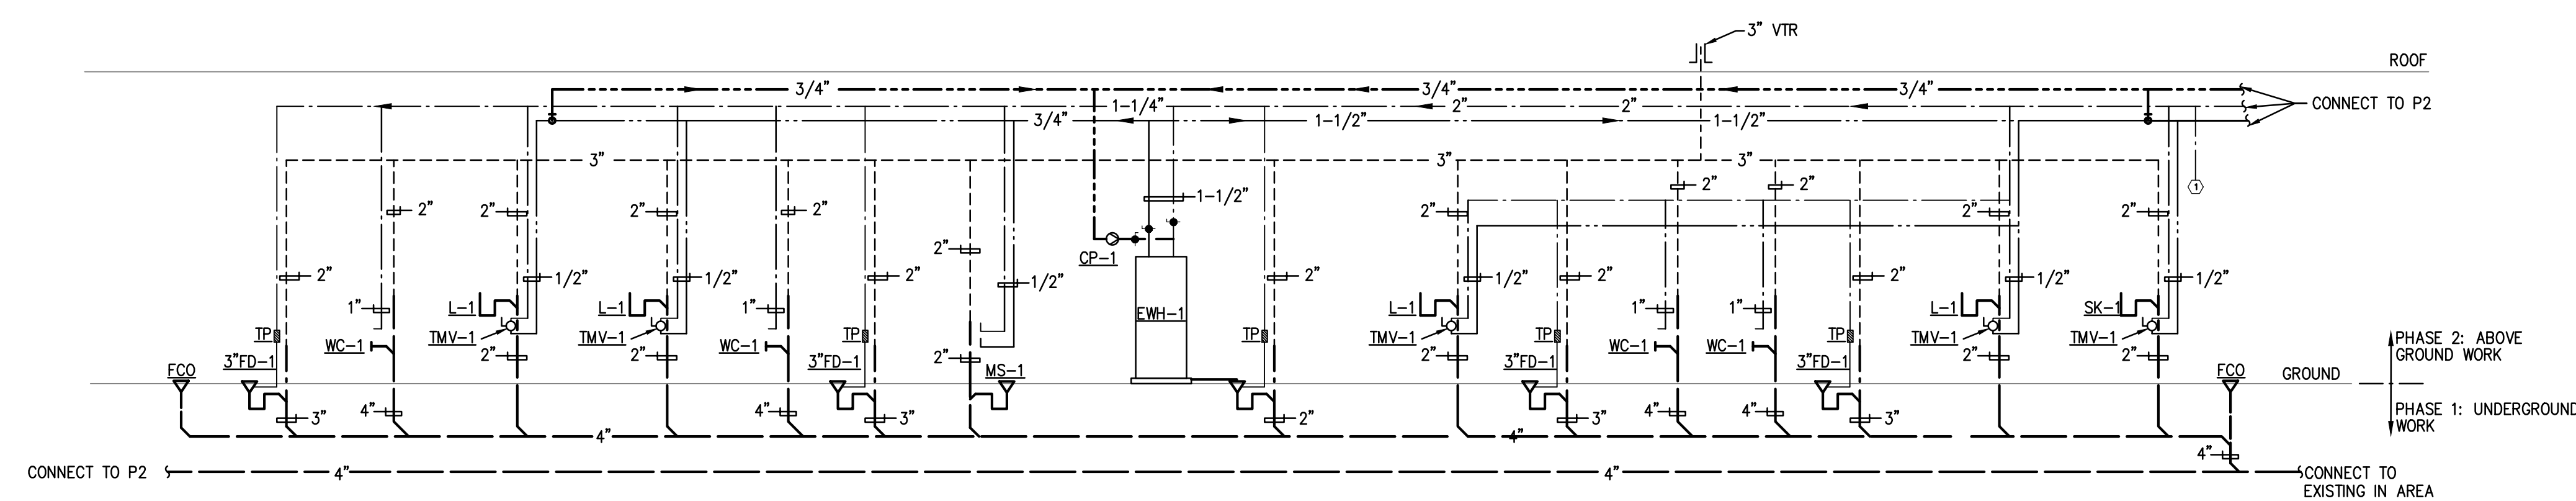 3" VTR
ROOF
3/4" 3/4" 3/4"
1-1/4" 2" 2" CONNECT TO P2
3/4" 1-1/2" 1-1/2"
3" 3" 3"
2" 2"
1
1-1/2"
2" 2" 2" 2" 2" 2" 2"
2"
CP-1
2" 2" 2" 2" 2"
1/2" 1/2" 1/2" 1/2" 1/2" 1/2"
1" L-1 L-1 1" EWH-1 L-1 1" 1" L-1 SK-1
TP TP TP TP TP
WC-1 TMV-1 TMV-1 WC-1 TMV-1 WC-1 WC-1 TMV-1 TMV-1
2" 2" 2" 2" 2" 2"
3"FD-1 3"FD-1 3"FD-1 3"FD-1
FCO MS-1 FCO
GROUND
PHASE 2: ABOVE
GROUND WORK
PHASE 1: UNDERGROUND
WORK
3" 4" 4" 3" 2" 3" 4" 4" 3"
4" 4"
4"
CONNECT TO P2 4" 4" CONNECT TO
EXISTING IN AREA